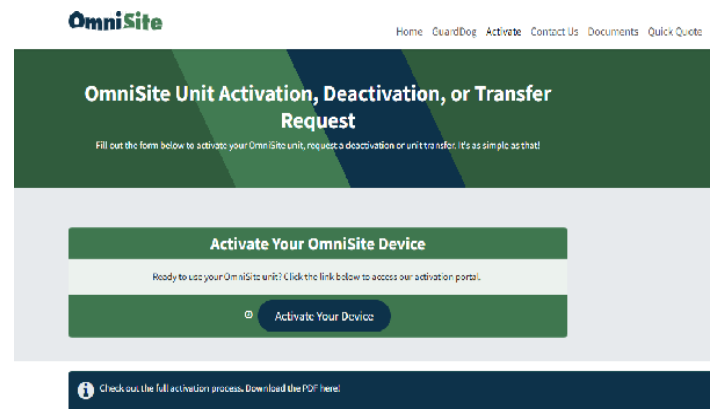 OmniSite
Home GuardDog Activate Contact Us Documents Quick Quote
OmniSite Unit Activation, Deactivation, or Transfer
Request
Fill out the form below to activate your OmniSite unit, request a deactivation or unit transfer. It's as simple as that!
Activate Your OmniSite Device
Ready to use your OmniSite unit? Click the link below to access our activation portal.
Activate Your Device
Check out the full activation process. Download the PDF here!